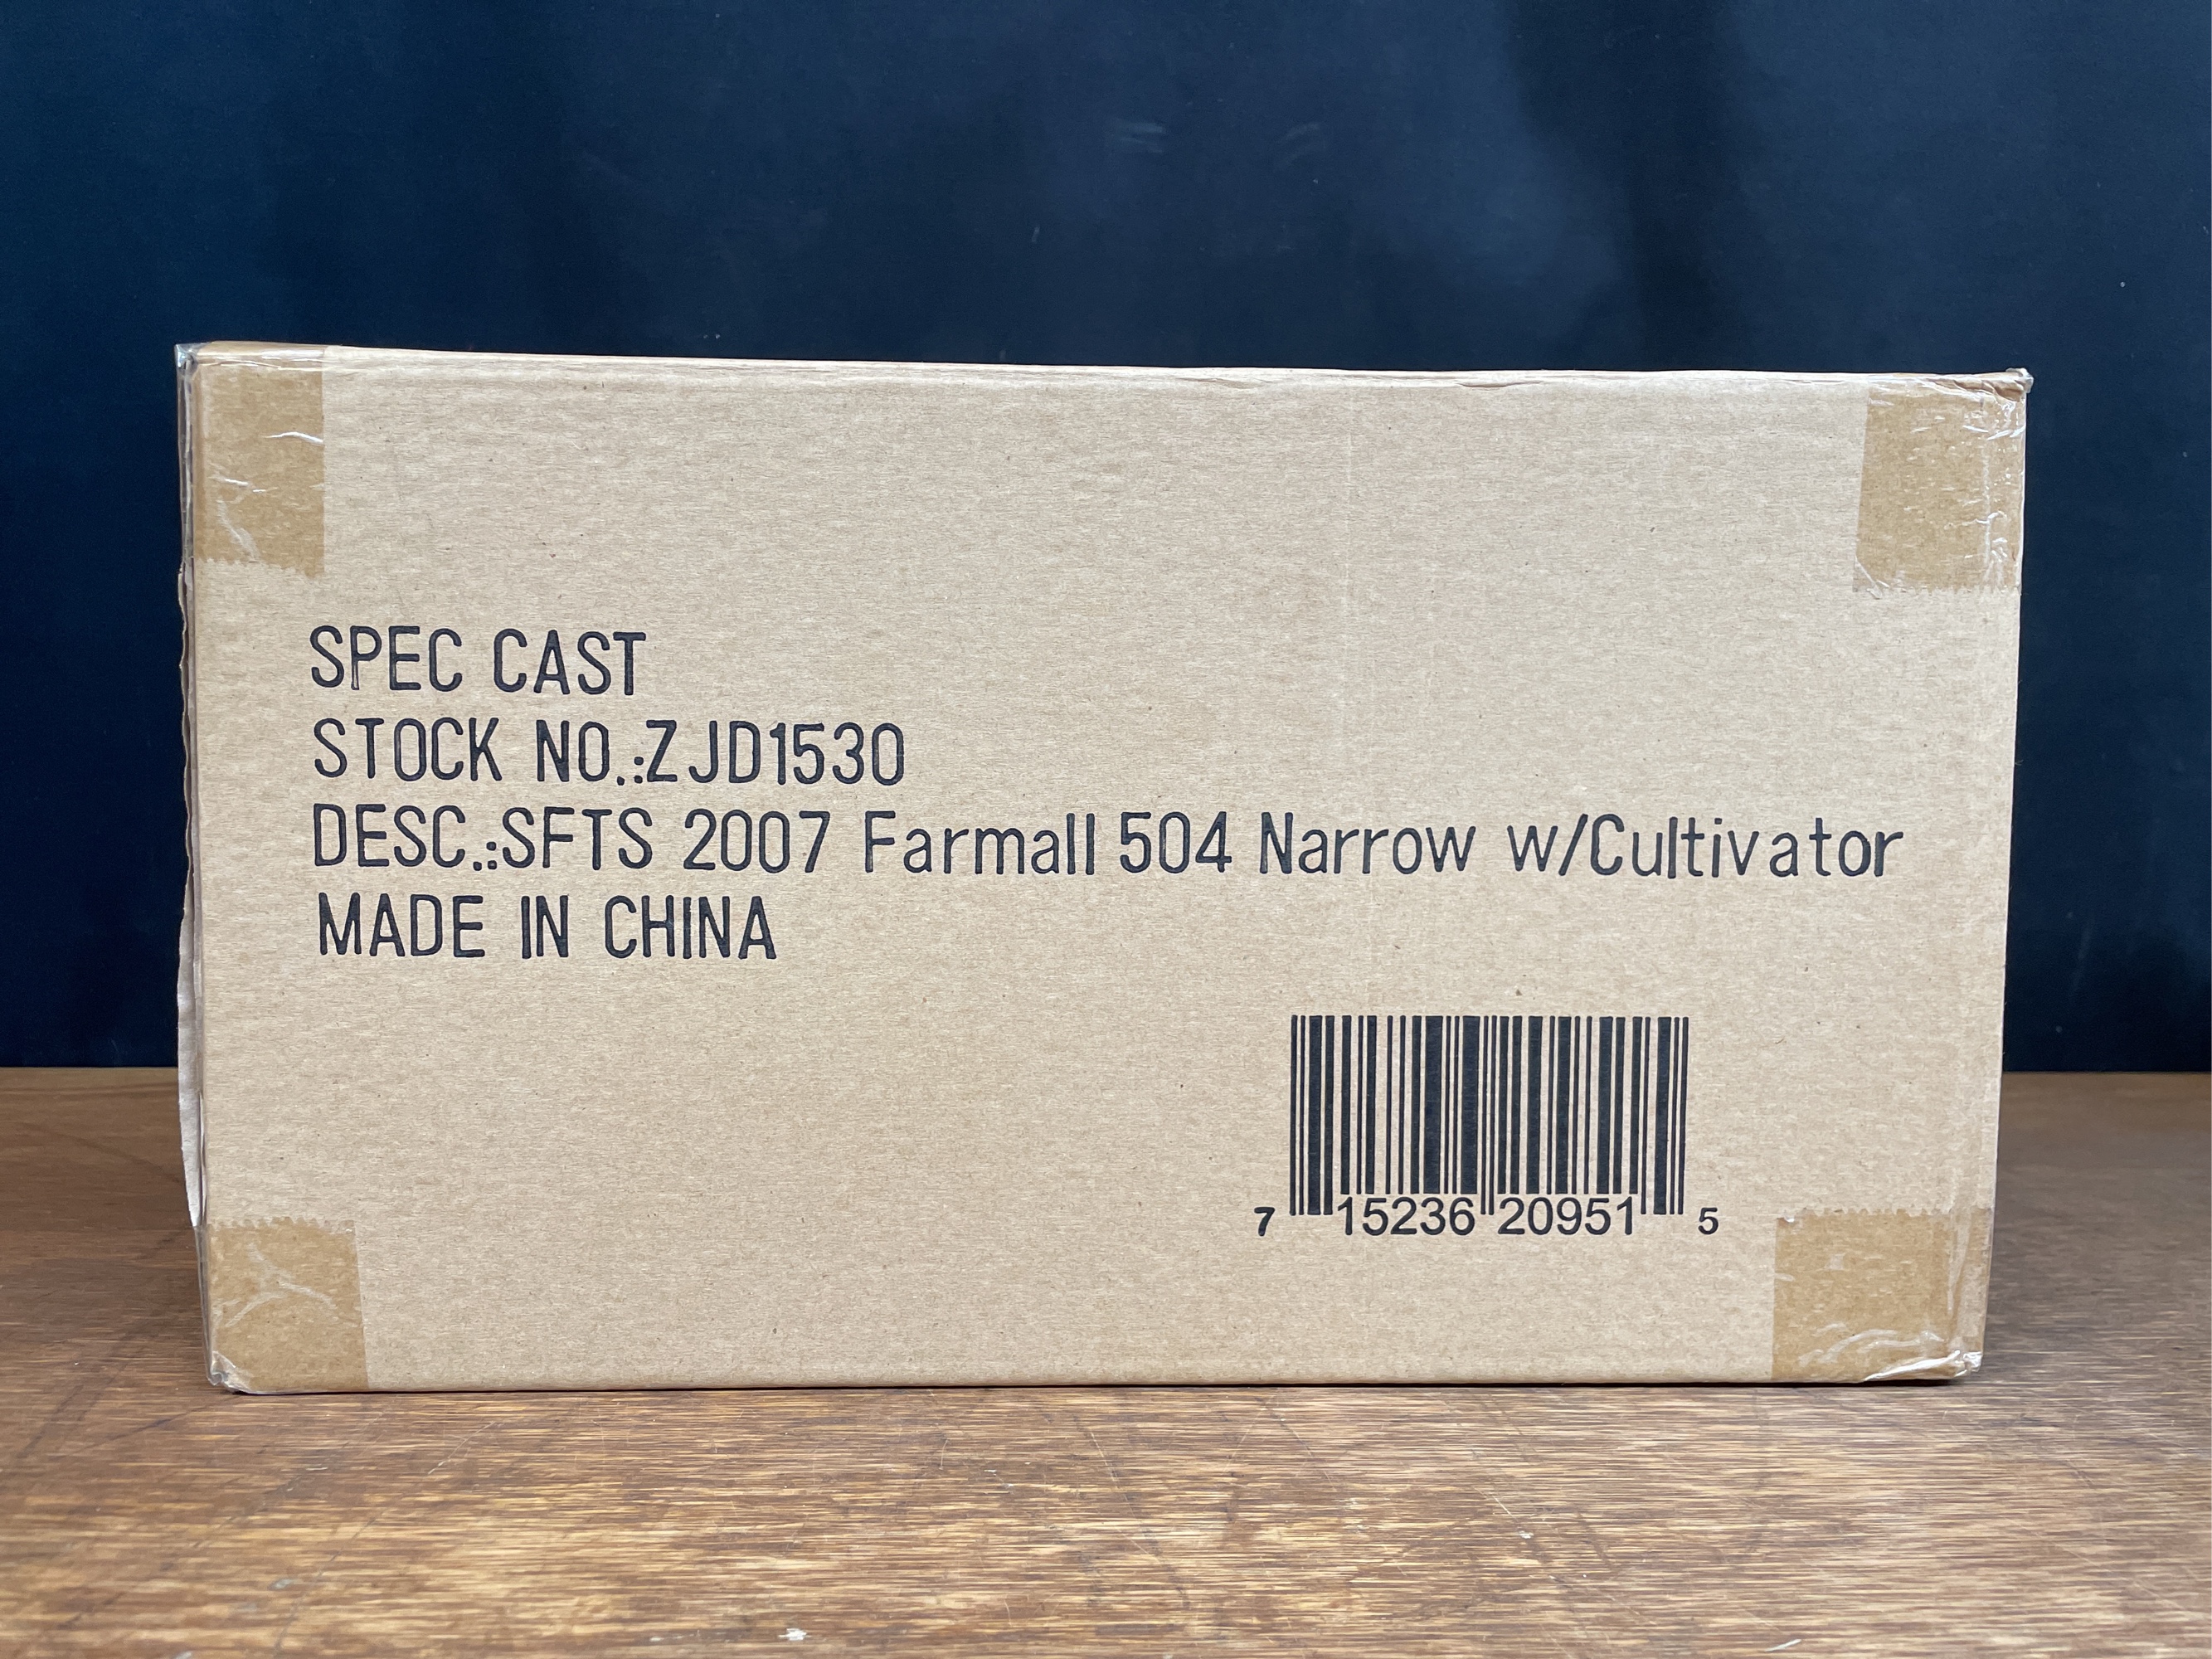 SPEC CAST
STOCK NO.:ZJD1530
DESC.:SFTS 2007 Farmall 504 Narrow w/Cultivator
MADE IN CHINA
7 15236 20951 5